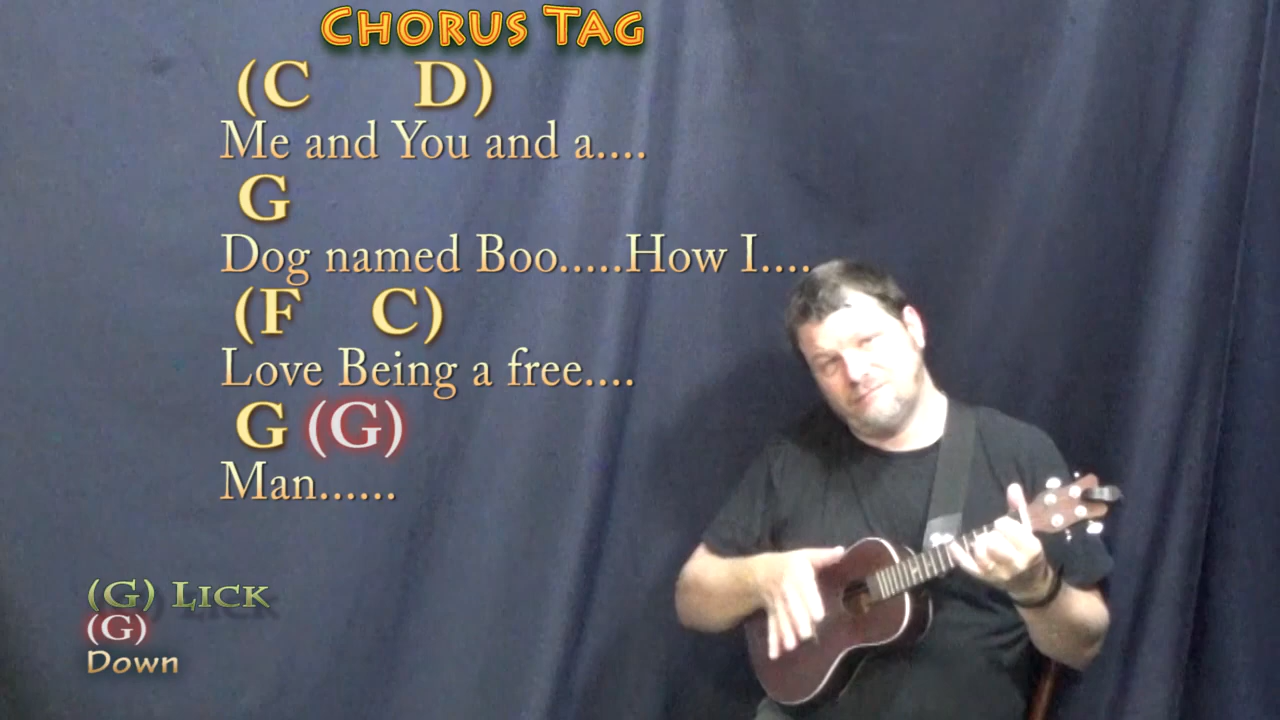 CHORUS TAG
(C D)
Me and You and a....
G
Dog named Boo.....How I....
(F C)
Love Being a free....
G (G)
Man......
(G) LICK
(G)
DOWN